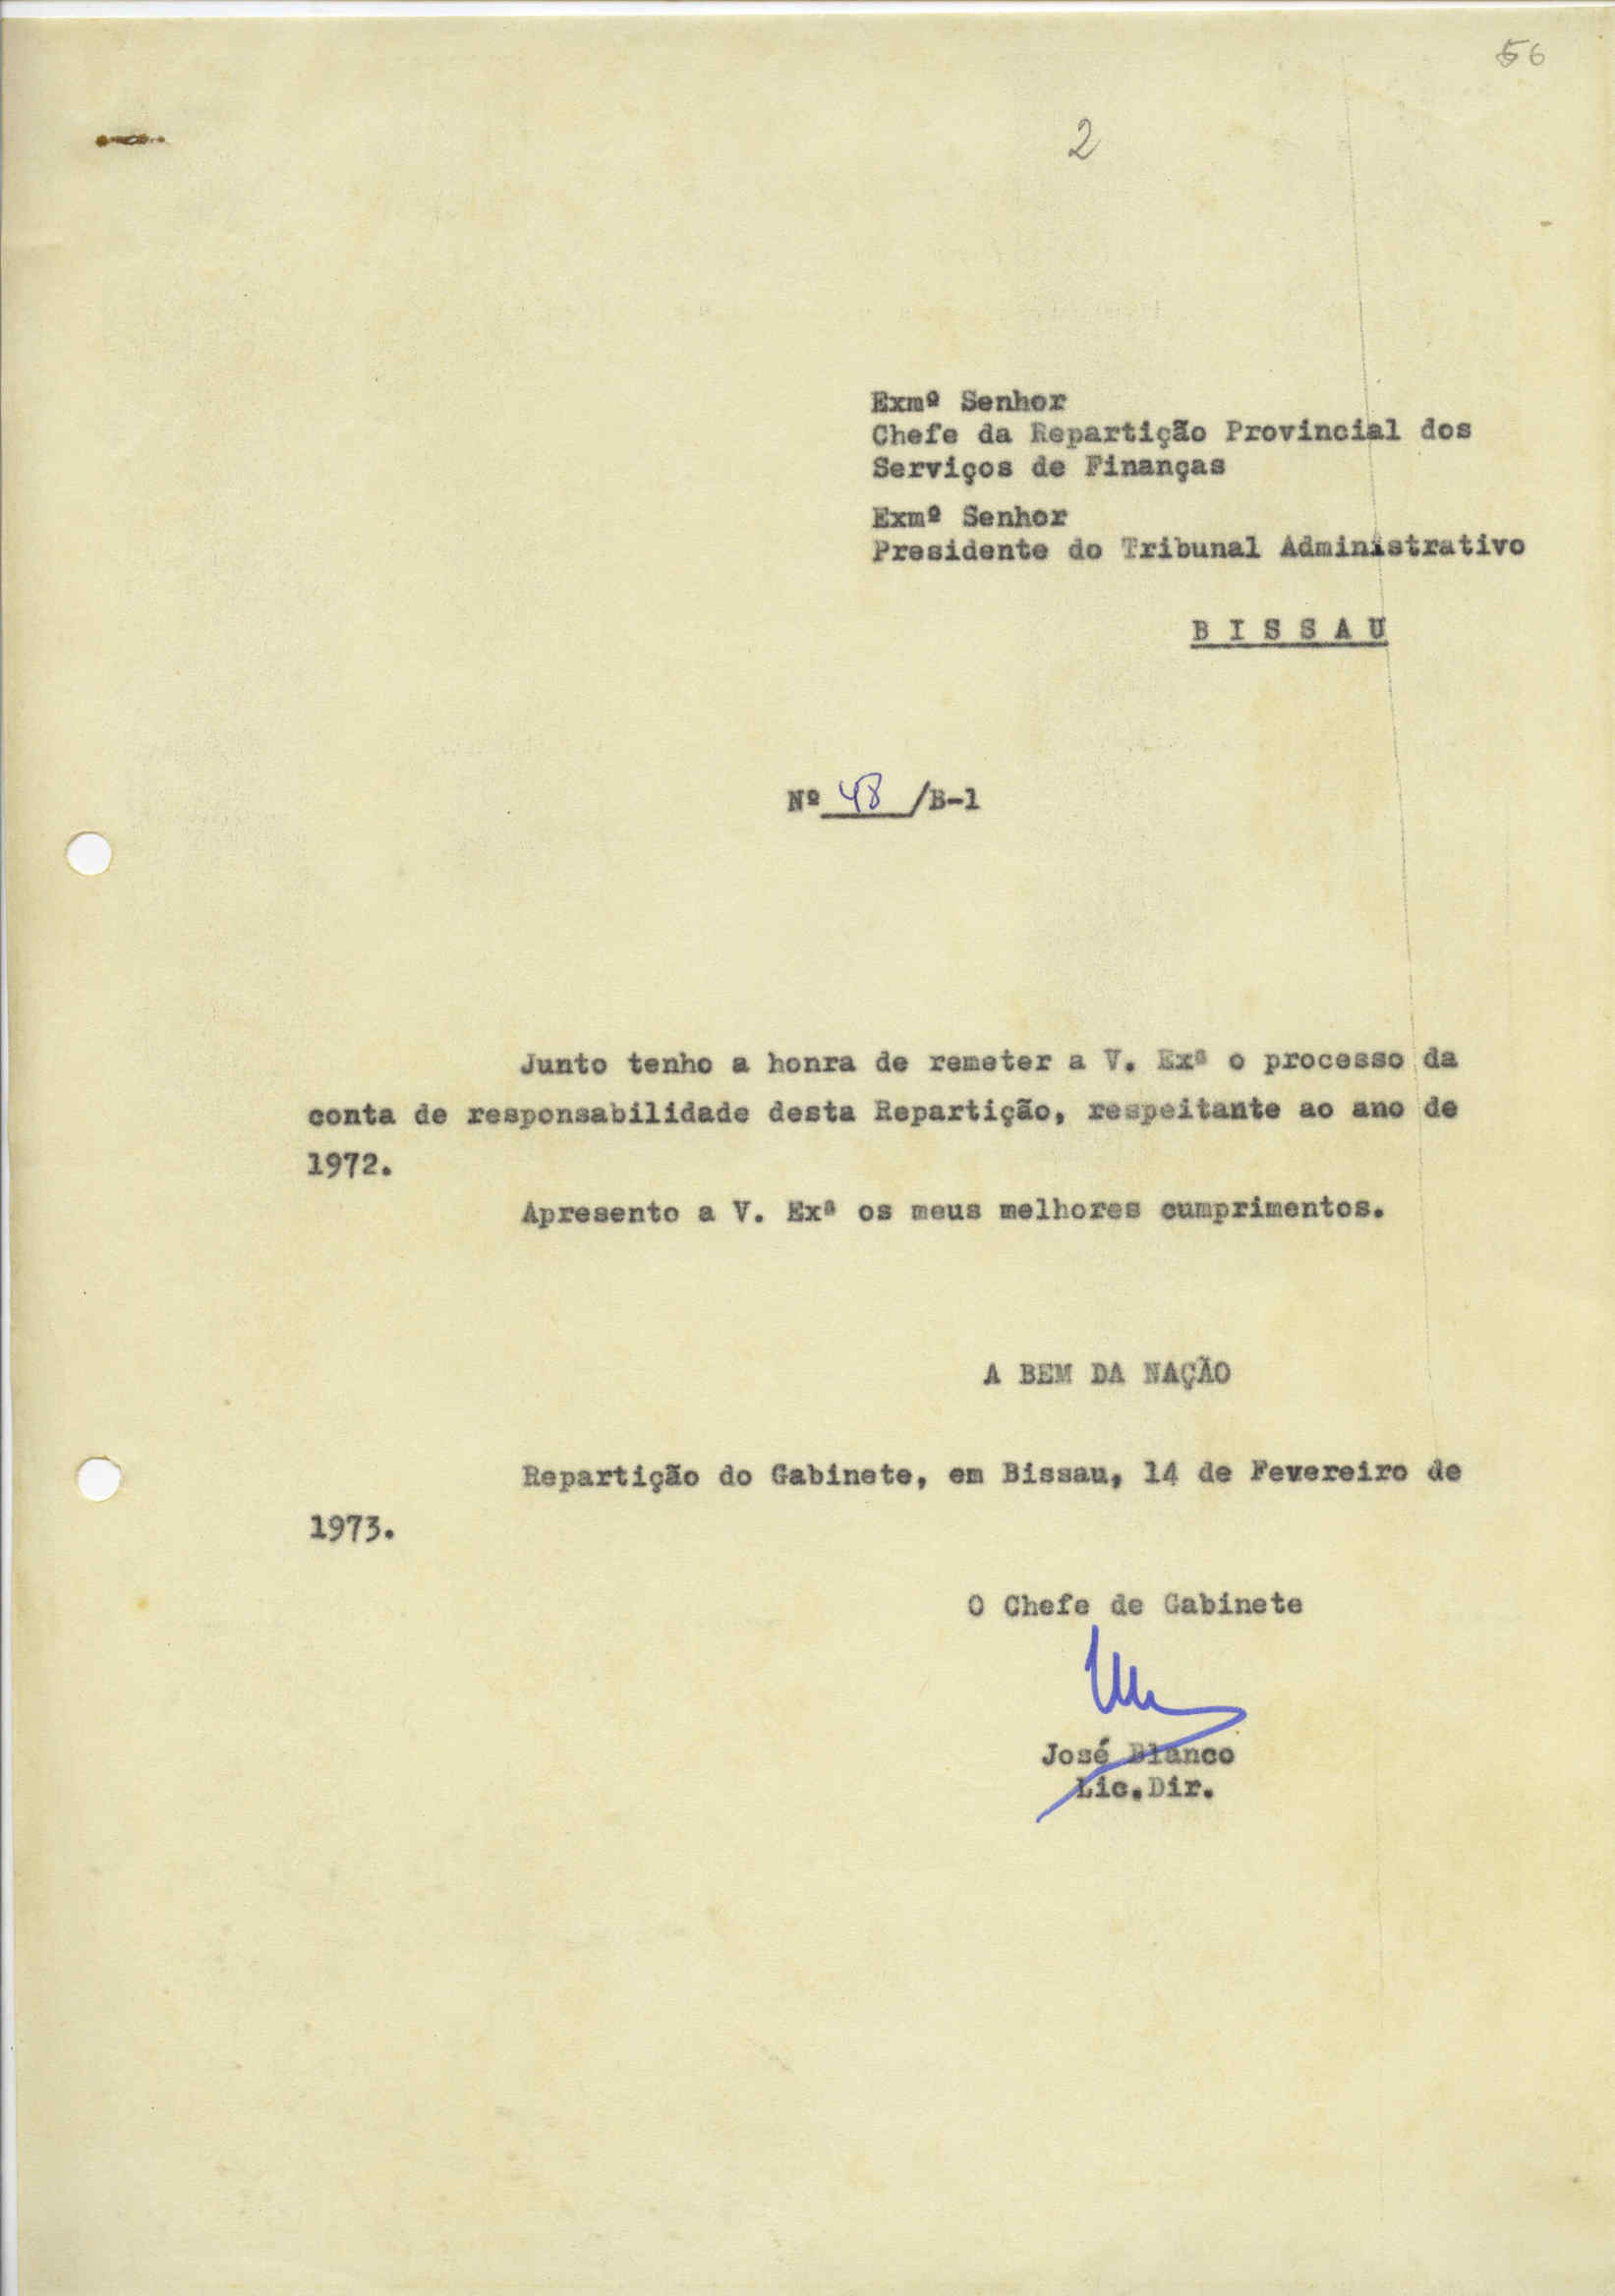 56
2
Exmº Senhor
Chefe da Repartição Provincial dos
Serviços de Finanças
Exmº Senhor
Presidente do Tribunal Administrativo
B I S S A U
Nº 48 /B-1
Junto tenho a honra de remeter a V. Exª o processo da
conta de responsabilidade desta Repartição, respeitante ao ano de
1972.
Apresento a V. Exª os meus melhores cumprimentos.
A BEM DA NAÇÃO
Repartição do Gabinete, em Bissau, 14 de Fevereiro de
1973.
O Chefe de Gabinete
José Blanco
Lic.Dir.